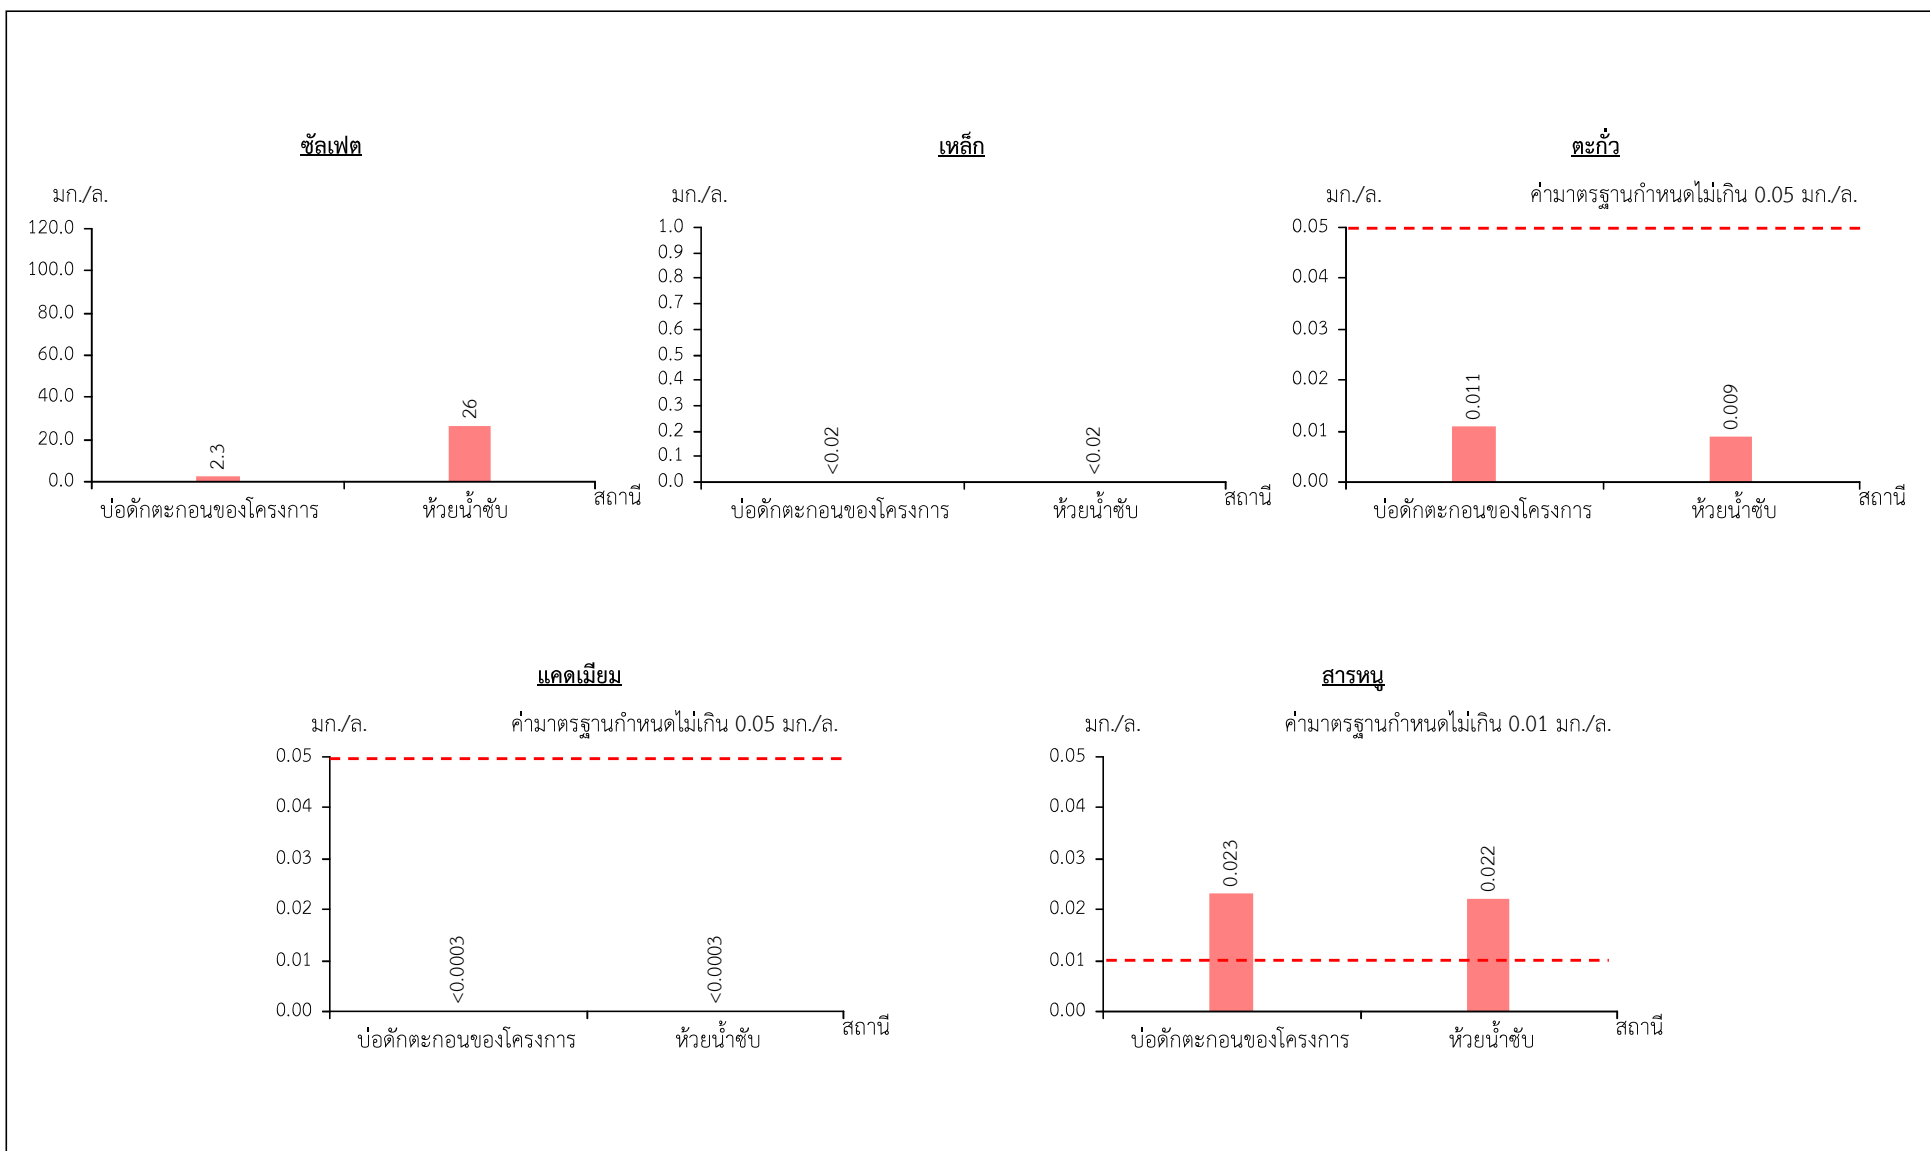 ซัลเฟต
มก./ล.
120.0
100.0
80.0
60.0
40.0
20.0
0.0
2.3
26
บ่อดักตะกอนของโครงการ
ห้วยน้ำซับ
สถานี
เหล็ก
มก./ล.
1.0
0.9
0.8
0.7
0.6
0.5
0.4
0.3
0.2
0.1
0.0
<0.02
<0.02
บ่อดักตะกอนของโครงการ
ห้วยน้ำซับ
สถานี
ตะกั่ว
มก./ล.
ค่ามาตรฐานกำหนดไม่เกิน 0.05 มก./ล.
0.05
0.04
0.03
0.02
0.01
0.00
0.011
0.009
บ่อดักตะกอนของโครงการ
ห้วยน้ำซับ
สถานี
แคดเมียม
มก./ล.
ค่ามาตรฐานกำหนดไม่เกิน 0.05 มก./ล.
0.05
0.04
0.03
0.02
0.01
0.00
<0.0003
<0.0003
บ่อดักตะกอนของโครงการ
ห้วยน้ำซับ
สถานี
สารหนู
มก./ล.
ค่ามาตรฐานกำหนดไม่เกิน 0.01 มก./ล.
0.05
0.04
0.03
0.02
0.01
0.00
0.023
0.022
บ่อดักตะกอนของโครงการ
ห้วยน้ำซับ
สถานี